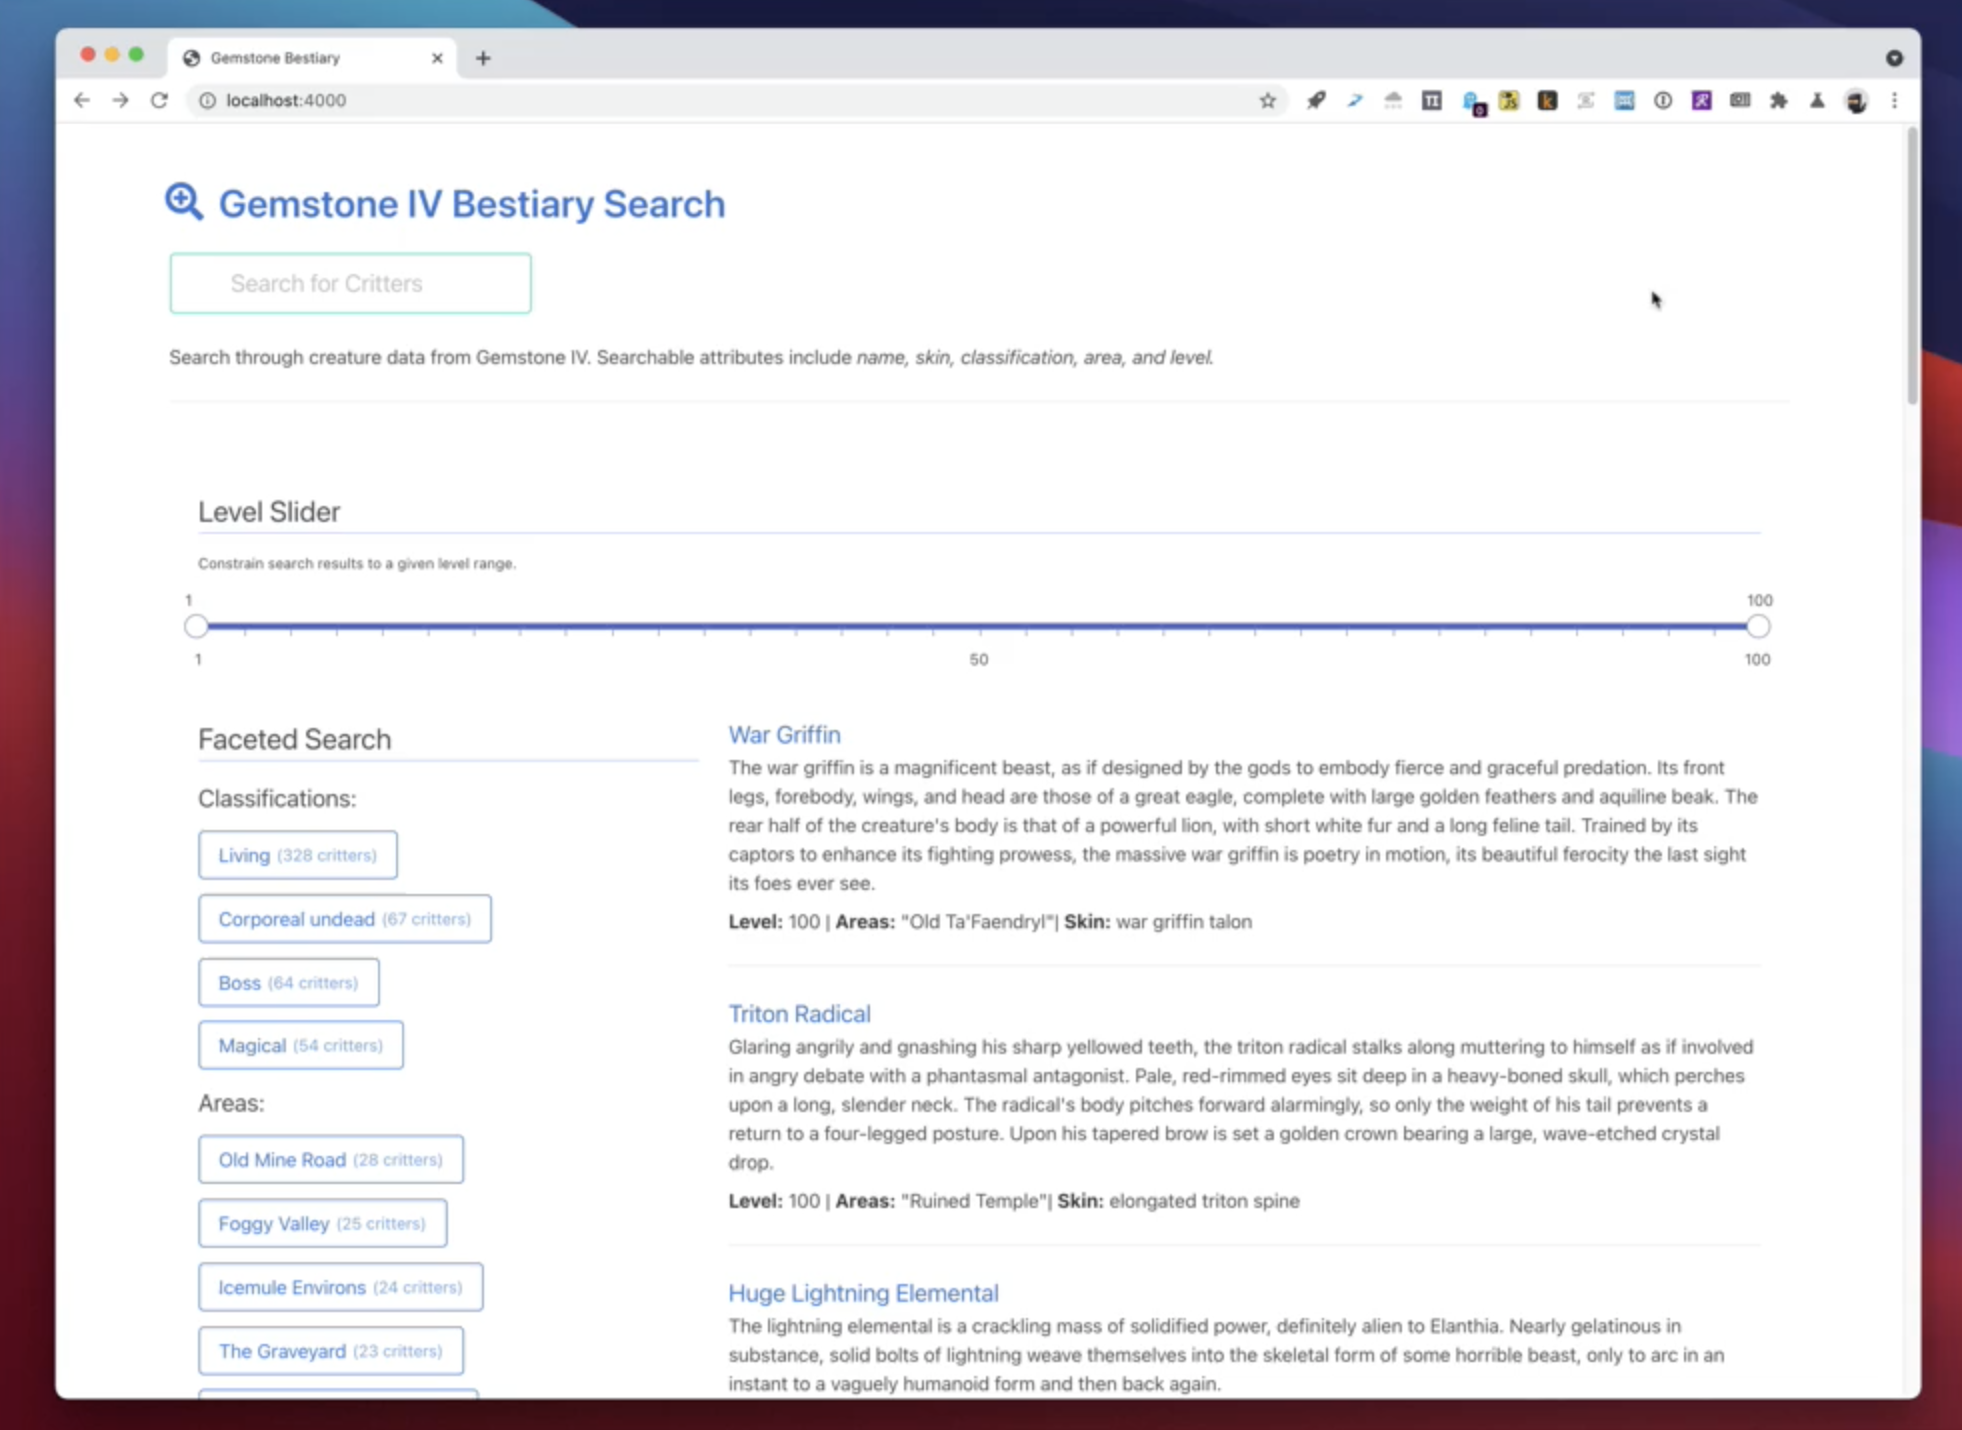 Gemstone Bestiary
localhost:4000
Gemstone IV Bestiary Search
Search for Critters
Search through creature data from Gemstone IV. Searchable attributes include name, skin, classification, area, and level.
Level Slider
Constrain search results to a given level range.
1 100
1 50 100
Faceted Search
Classifications:
Living (328 critters)
Corporeal undead (67 critters)
Boss (64 critters)
Magical (54 critters)
Areas:
Old Mine Road (28 critters)
Foggy Valley (25 critters)
Icemule Environs (24 critters)
The Graveyard (23 critters)
War Griffin
The war griffin is a magnificent beast, as if designed by the gods to embody fierce and graceful predation. Its front
legs, forebody, wings, and head are those of a great eagle, complete with large golden feathers and aquiline beak. The
rear half of the creature's body is that of a powerful lion, with short white fur and a long feline tail. Trained by its
captors to enhance its fighting prowess, the massive war griffin is poetry in motion, its beautiful ferocity the last sight
its foes ever see.
Level: 100 | Areas: "Old Ta'Faendryl"| Skin: war griffin talon
Triton Radical
Glaring angrily and gnashing his sharp yellowed teeth, the triton radical stalks along muttering to himself as if involved
in angry debate with a phantasmal antagonist. Pale, red-rimmed eyes sit deep in a heavy-boned skull, which perches
upon a long, slender neck. The radical's body pitches forward alarmingly, so only the weight of his tail prevents a
return to a four-legged posture. Upon his tapered brow is set a golden crown bearing a large, wave-etched crystal
drop.
Level: 100 | Areas: "Ruined Temple"| Skin: elongated triton spine
Huge Lightning Elemental
The lightning elemental is a crackling mass of solidified power, definitely alien to Elanthia. Nearly gelatinous in
substance, solid bolts of lightning weave themselves into the skeletal form of some horrible beast, only to arc in an
instant to a vaguely humanoid form and then back again.